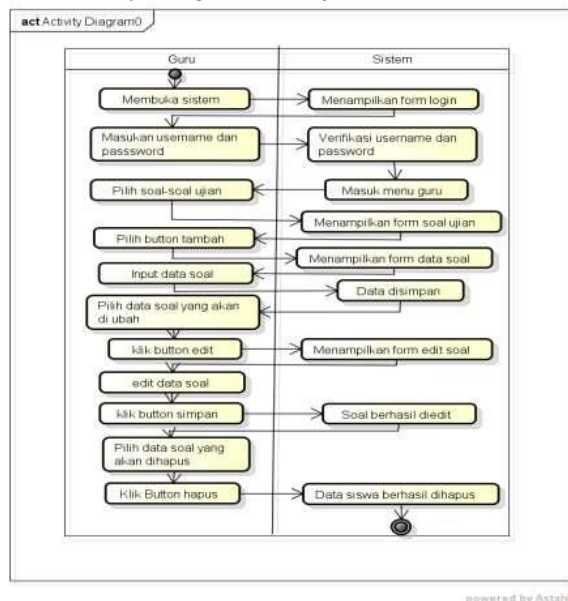 act Activity Diagram0
Guru
Sistem
Membuka sistem
Menampilkan form login
Masukan username dan
passsword
Verifikasi username dan
password
Masuk menu guru
Pilih soal-soal ujian
Menampilkan form soal ujian
Pilih button tambah
Menampilkan form data soal
Input data soal
Data disimpan
Pilih data soal yang akan
di ubah
klik button edit
Menampilkan form edit soal
edit data soal
klik button simpan
Soal berhasil diedit
Pilih data soal yang
akan dihapus
Klik Button hapus
Data siswa berhasil dihapus
powered by Astah